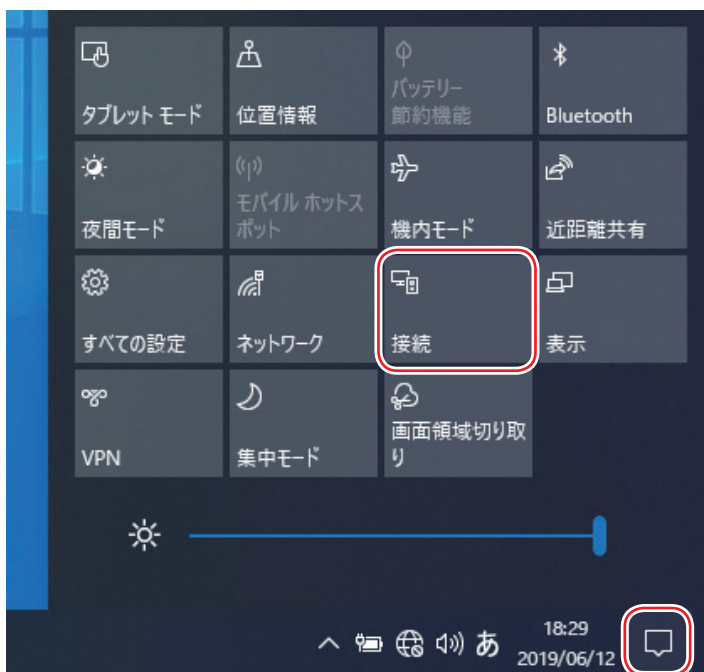 タブレット モード
位置情報
バッテリー
節約機能
Bluetooth
夜間モード
モバイル ホットス
ポット
機内モード
近距離共有
すべての設定
ネットワーク
接続
表示
VPN
集中モード
画面領域切り取
り
あ
18:29
2019/06/12